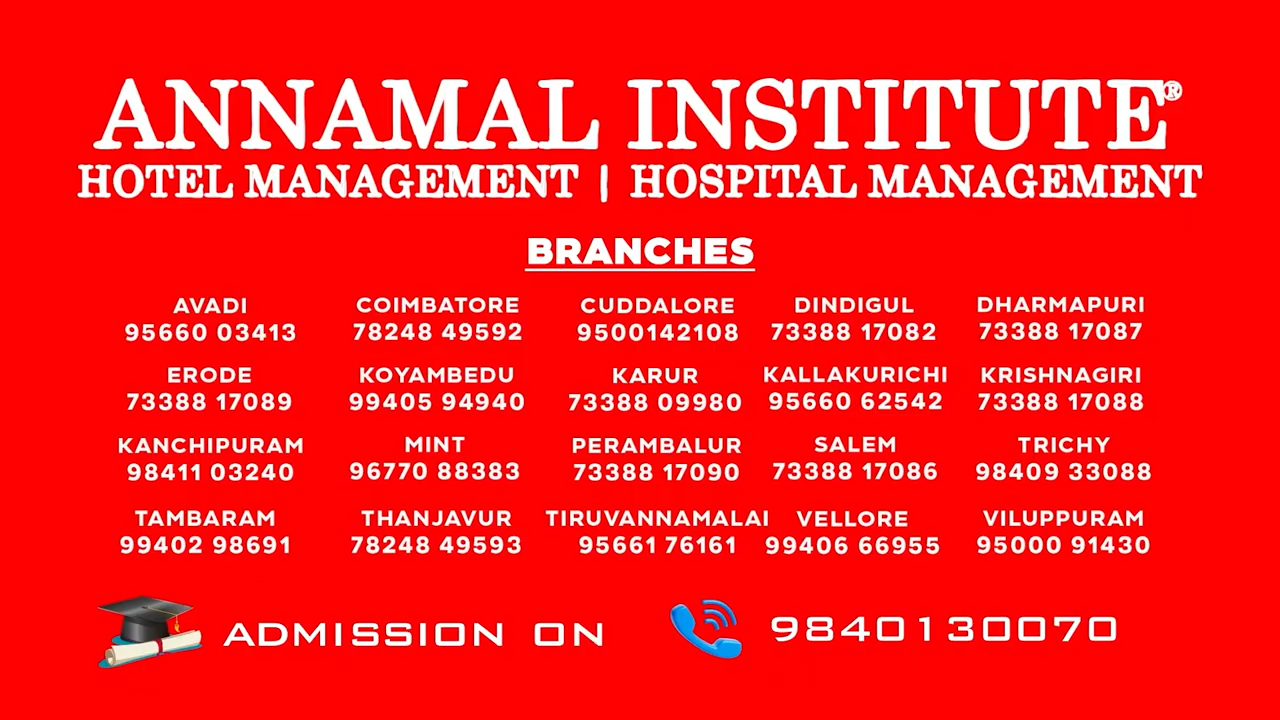 ANNAMAL INSTITUTE®
HOTEL MANAGEMENT | HOSPITAL MANAGEMENT
BRANCHES
AVADI COIMBATORE CUDDALORE DINDIGUL DHARMAPURI
95660 03413 78248 49592 9500142108 73388 17082 73388 17087
ERODE KOYAMBEDU KARUR KALLAKURICHI KRISHNAGIRI
73388 17089 99405 94940 73388 09980 95660 62542 73388 17088
KANCHIPURAM MINT PERAMBALUR SALEM TRICHY
98411 03240 96770 88383 73388 17090 73388 17086 98409 33088
TAMBARAM THANJAVUR TIRUVANNAMALAI VELLORE VILUPPURAM
99402 98691 78248 49593 95661 76161 99406 66955 95000 91430
ADMISSION ON 9840130070